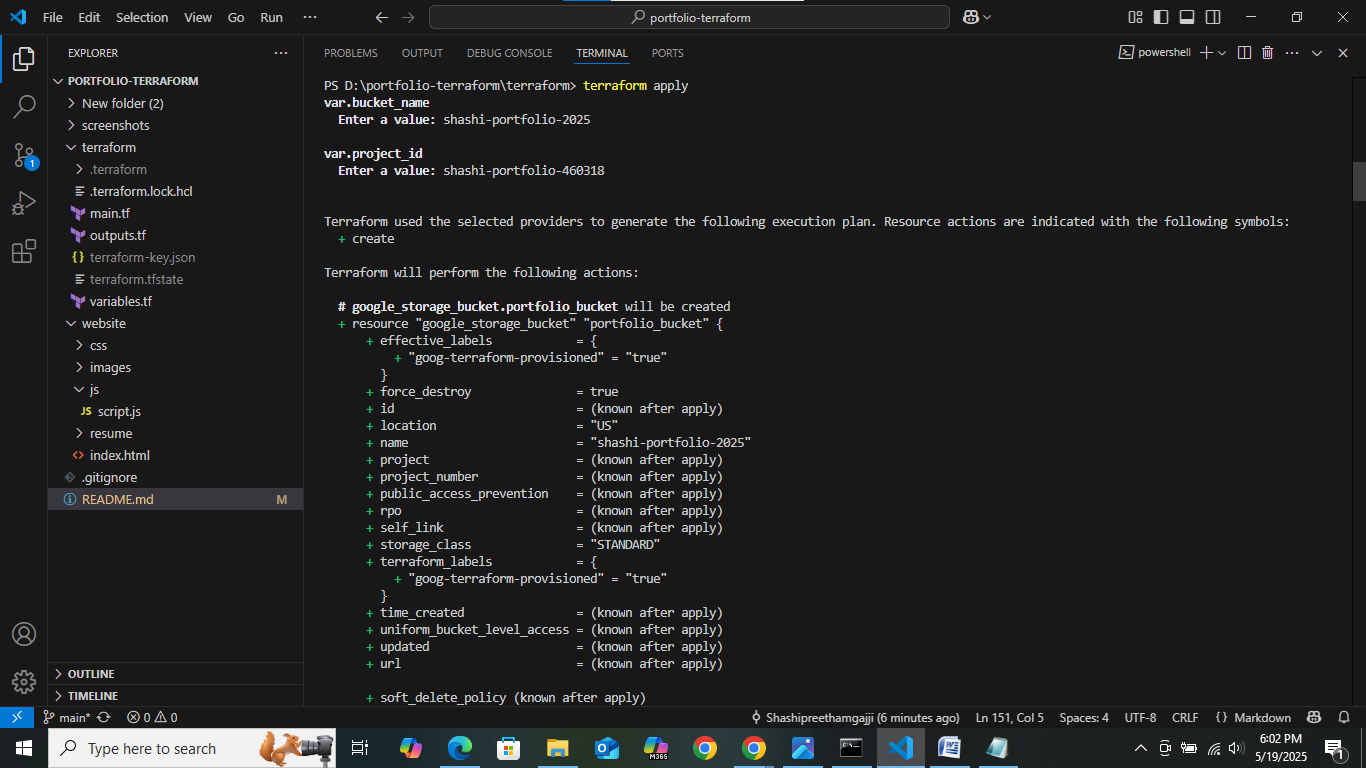 File Edit Selection View Go Run ···
portfolio-terraform
EXPLORER
PORTFOLIO-TERRAFORM
New folder (2)
screenshots
terraform
.terraform
.terraform.lock.hcl
main.tf
outputs.tf
{} terraform-key.json
terraform.tfstate
variables.tf
website
css
images
js
JS script.js
resume
<> index.html
.gitignore
README.md M
OUTLINE
TIMELINE
1
PROBLEMS OUTPUT DEBUG CONSOLE TERMINAL PORTS
powershell
PS D:\portfolio-terraform\terraform> terraform apply
var.bucket_name
  Enter a value: shashi-portfolio-2025
var.project_id
  Enter a value: shashi-portfolio-460318
Terraform used the selected providers to generate the following execution plan. Resource actions are indicated with the following symbols:
  + create
Terraform will perform the following actions:
  # google_storage_bucket.portfolio_bucket will be created
  + resource "google_storage_bucket" "portfolio_bucket" {
      + effective_labels            = {
          + "goog-terraform-provisioned" = "true"
        }
      + force_destroy               = true
      + id                          = (known after apply)
      + location                    = "US"
      + name                        = "shashi-portfolio-2025"
      + project                     = (known after apply)
      + project_number              = (known after apply)
      + public_access_prevention    = (known after apply)
      + rpo                         = (known after apply)
      + self_link                   = (known after apply)
      + storage_class               = "STANDARD"
      + terraform_labels            = {
          + "goog-terraform-provisioned" = "true"
        }
      + time_created                = (known after apply)
      + uniform_bucket_level_access = (known after apply)
      + updated                     = (known after apply)
      + url                         = (known after apply)
      + soft_delete_policy (known after apply)
main* 0 0 Shashipreethamgajji (6 minutes ago) Ln 151, Col 5 Spaces: 4 UTF-8 CRLF {} Markdown
Type here to search
M365
6:02 PM
5/19/2025
1